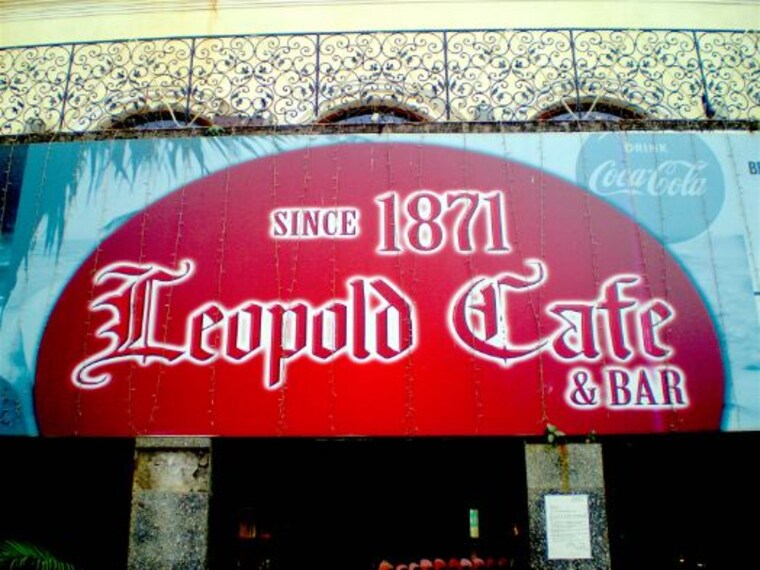 DRINK
Coca-Cola
SINCE 1871
Leopold Cafe
& BAR